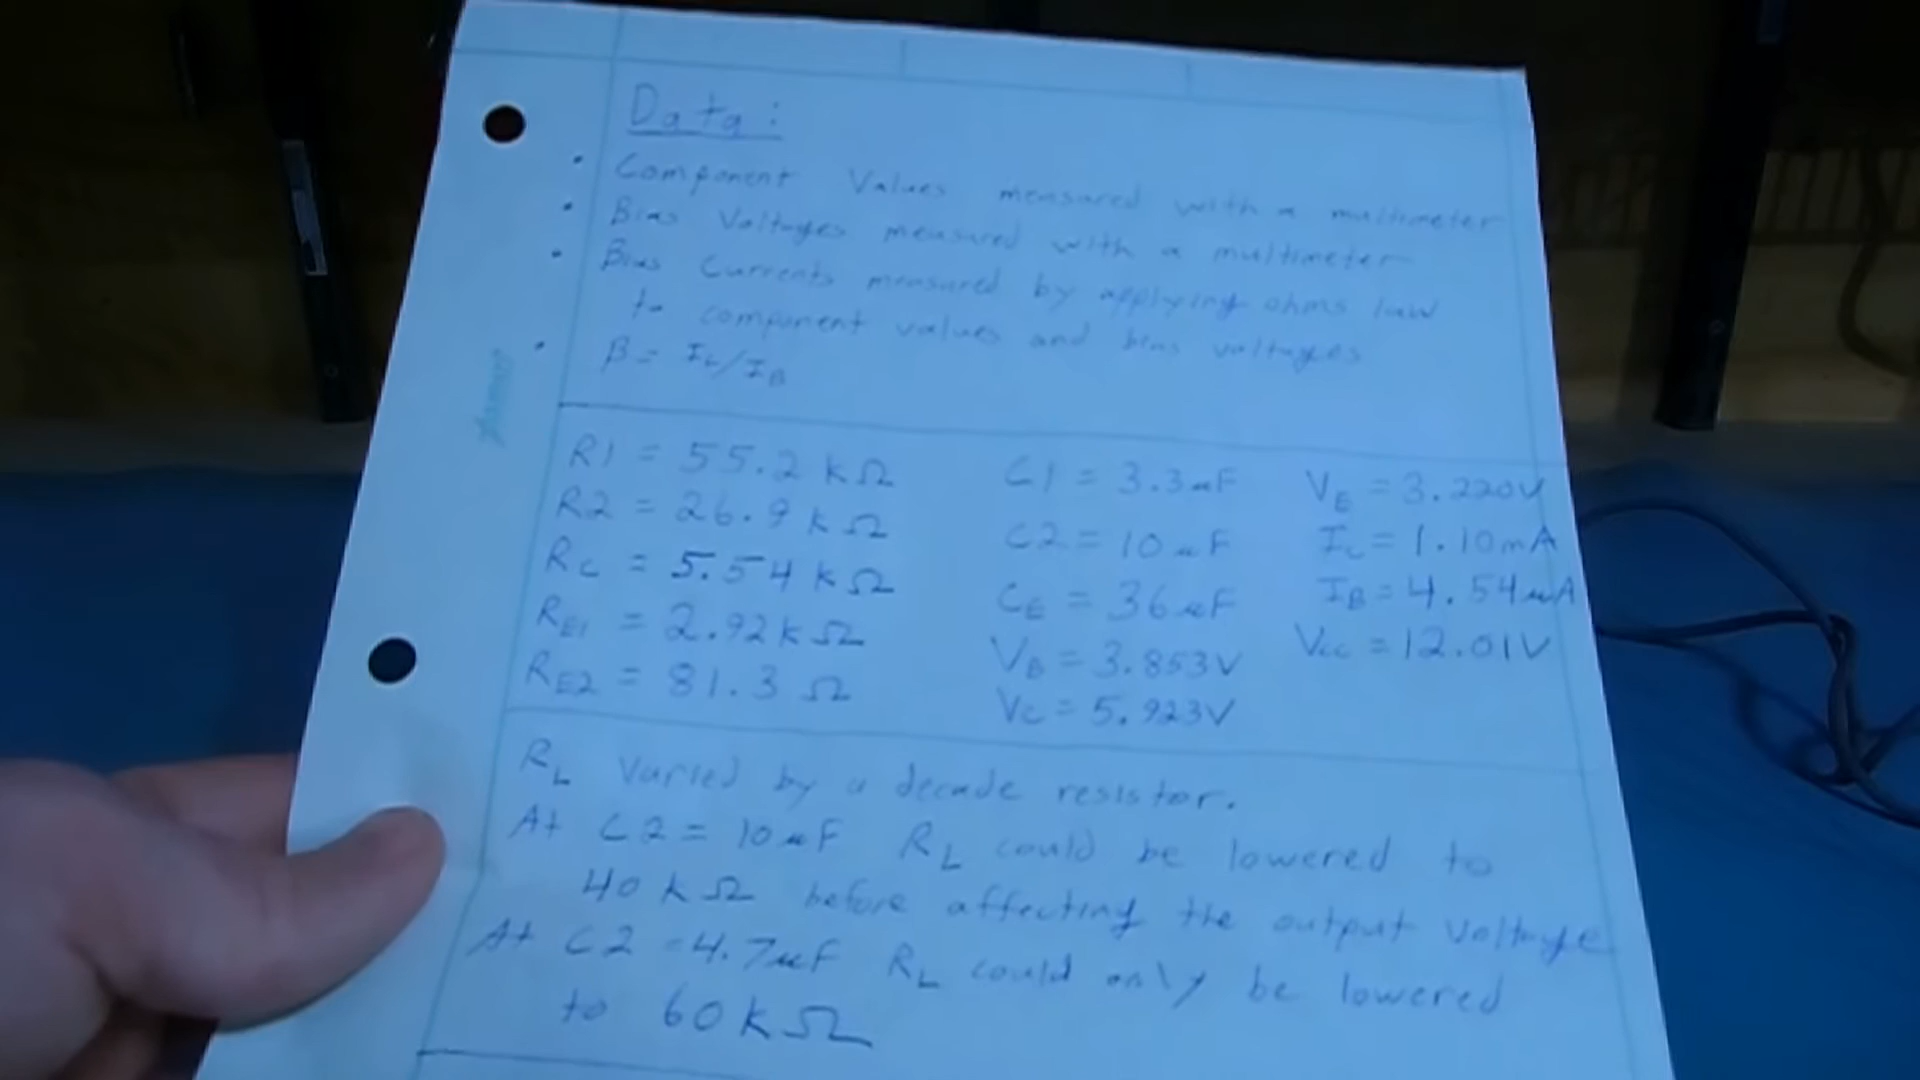 Data:
• Component Values measured with a multimeter
• Bias Voltages measured with a multimeter
• Bias Currents measured by applying ohms law
to component values and bias voltages
• β = IC/IB
R1 = 55.2 kΩ
R2 = 26.9 kΩ
RC = 5.54 kΩ
RE1 = 2.92 kΩ
RE2 = 81.3 Ω
C1 = 3.3 μF
C2 = 10 μF
CE = 36 μF
VB = 3.853V
VC = 5.923V
VE = 3.220V
IC = 1.10mA
IB = 4.54μA
VCC = 12.01V
RL varied by a decade resistor.
At C2 = 10 μF RL could be lowered to
40 kΩ before affecting the output voltage
At C2 = 4.7μF RL could only be lowered
to 60 kΩ